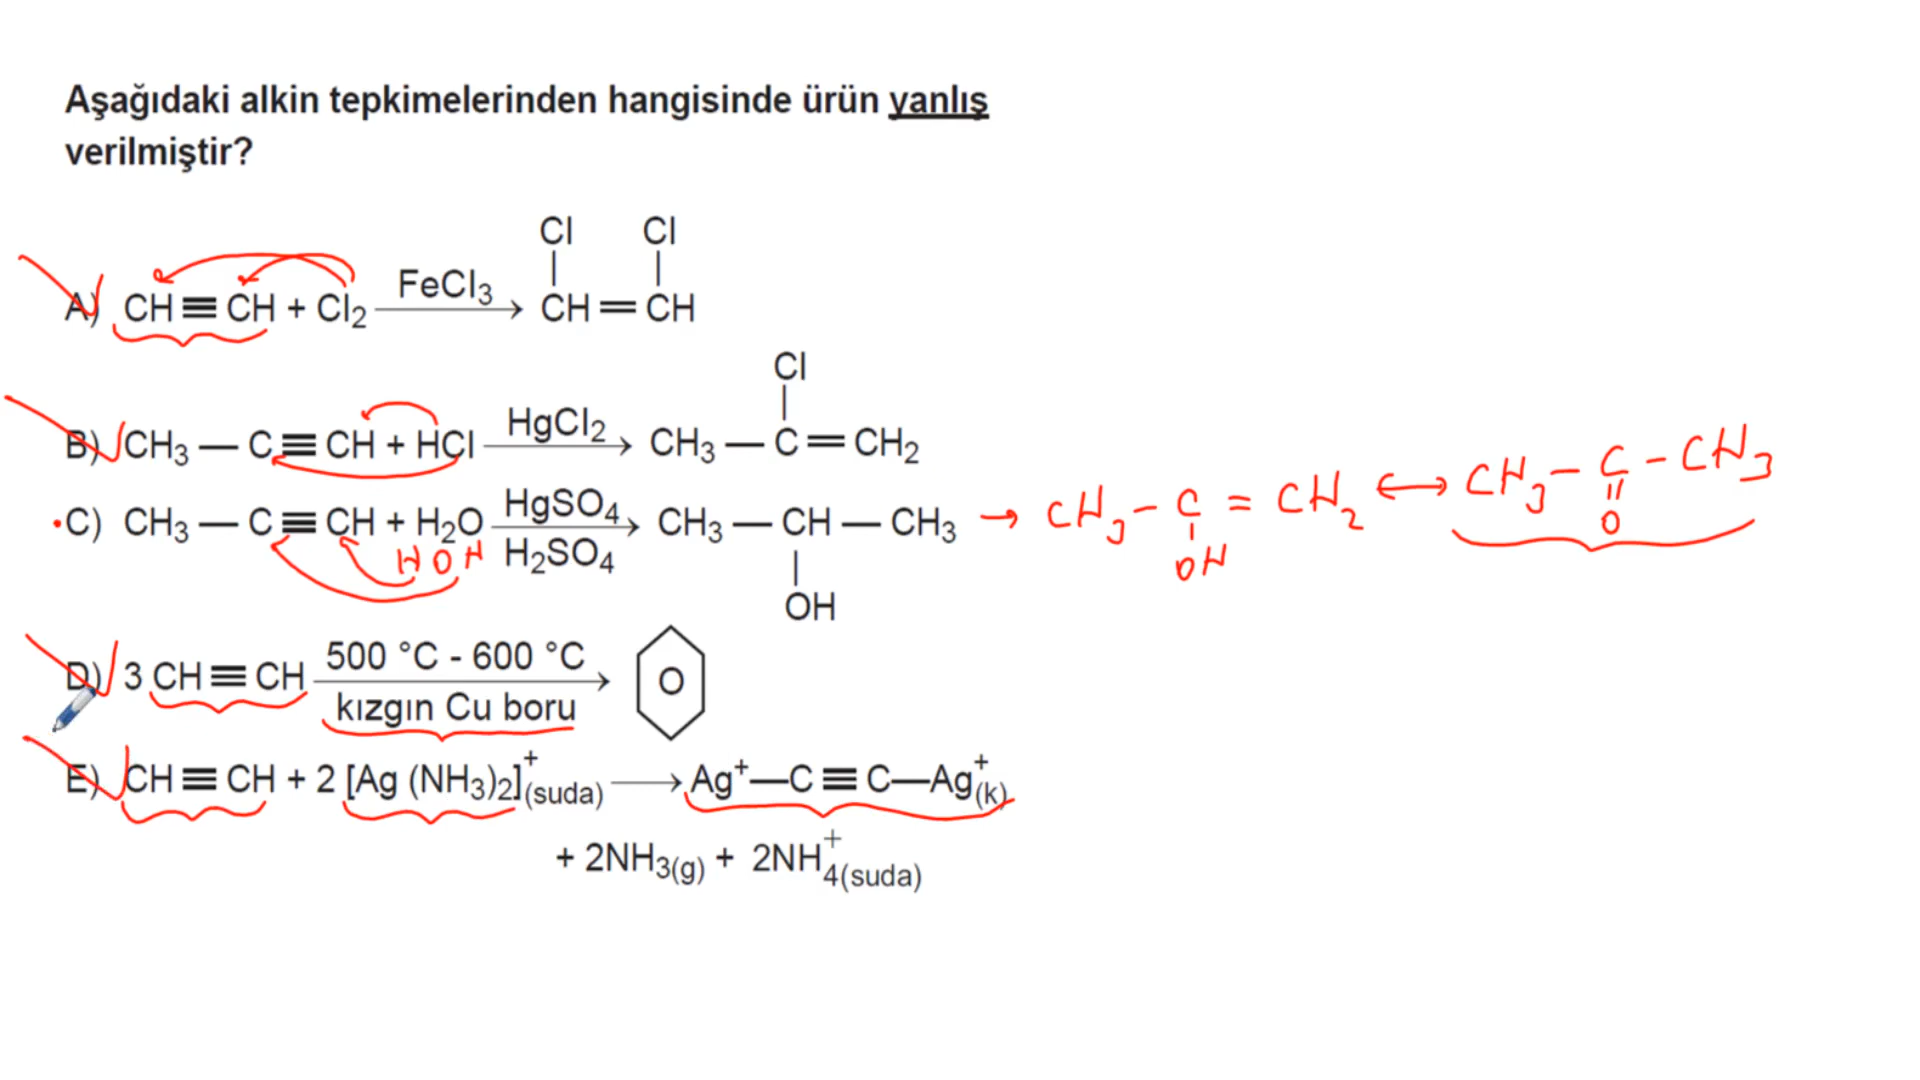 Aşağıdaki alkin tepkimelerinden hangisinde ürün yanlış
verilmiştir?
Cl Cl
A) CH≡CH + Cl₂ FeCl₃ → CH=CH
Cl
B) CH₃—C≡CH + HCl HgCl₂ → CH₃—C=CH₂
C) CH₃—C≡CH + H₂O HgSO₄ H₂SO₄ → CH₃—CH—CH₃ → CH₃-C=CH₂ ↔ CH₃-C-CH₃
H O H
OH
OH
O
D) 3 CH≡CH 500 °C - 600 °C kızgın Cu boru → O
E) CH≡CH + 2 [Ag (NH₃)₂]⁺(suda) → Ag⁺—C≡C—Ag⁺(k)
+ 2NH₃(g) + 2NH₄⁺(suda)